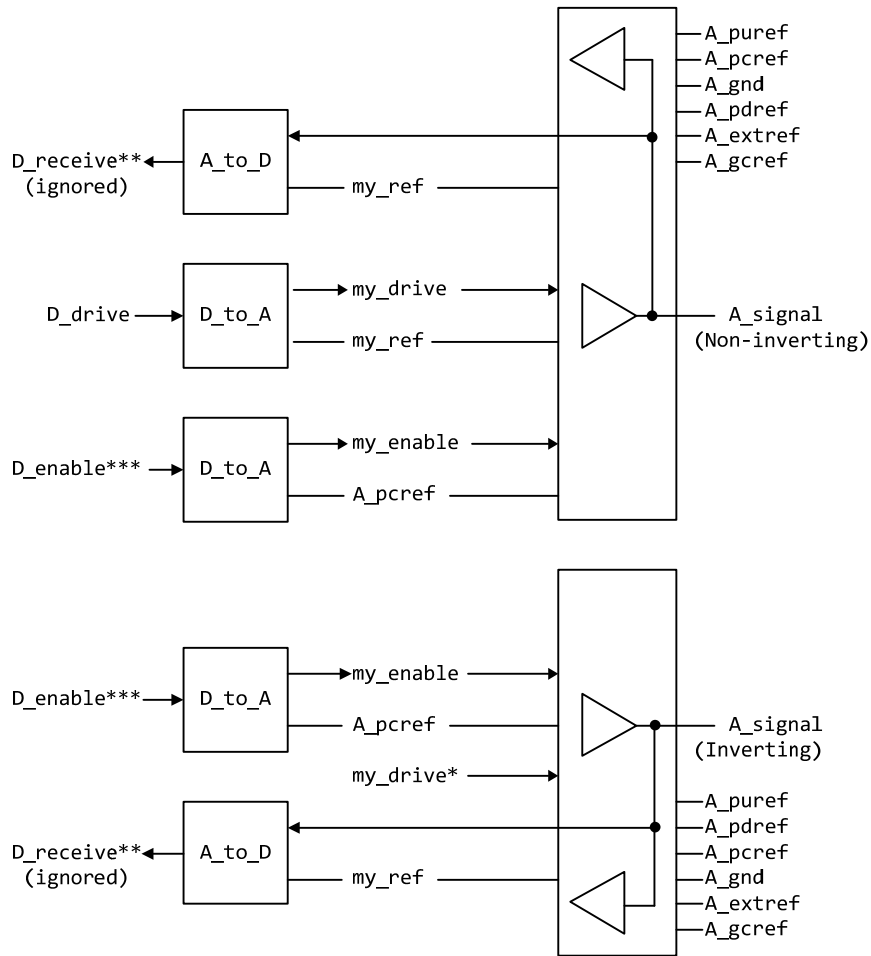 A_puref
A_pcref
A_gnd
A_pdref
A_extref
A_gcref
D_receive**
(ignored)
A_to_D
my_ref
D_drive
D_to_A
my_drive
my_ref
A_signal
(Non-inverting)
D_enable***
D_to_A
my_enable
A_pcref
D_enable***
D_to_A
my_enable
A_pcref
my_drive*
A_signal
(Inverting)
D_receive**
(ignored)
A_to_D
my_ref
A_puref
A_pdref
A_pcref
A_gnd
A_extref
A_gcref